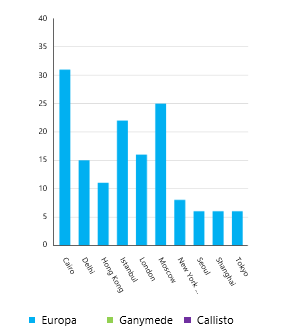 40
35
30
25
20
15
10
5
0
Cairo
Delhi
Hong Kong
Istanbul
London
Moscow
New York ...
Seoul
Shanghai
Tokyo
Europa Ganymede Callisto